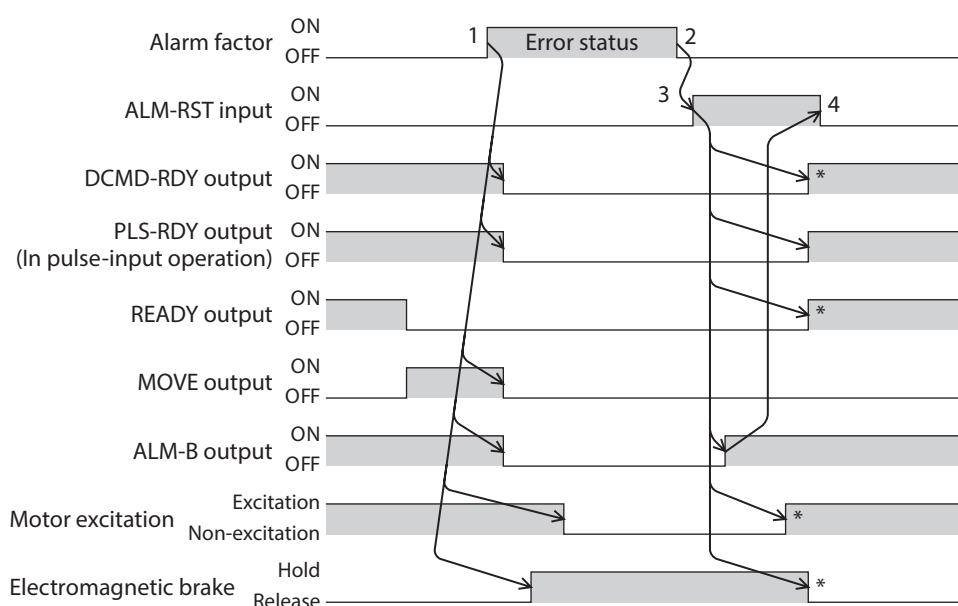 Alarm factor ON OFF 1 Error status 2
ALM-RST input ON OFF 3 4
DCMD-RDY output ON OFF *
PLS-RDY output
(In pulse-input operation) ON OFF
READY output ON OFF *
MOVE output ON OFF
ALM-B output ON OFF
Motor excitation Excitation Non-excitation *
Electromagnetic brake Hold Release *